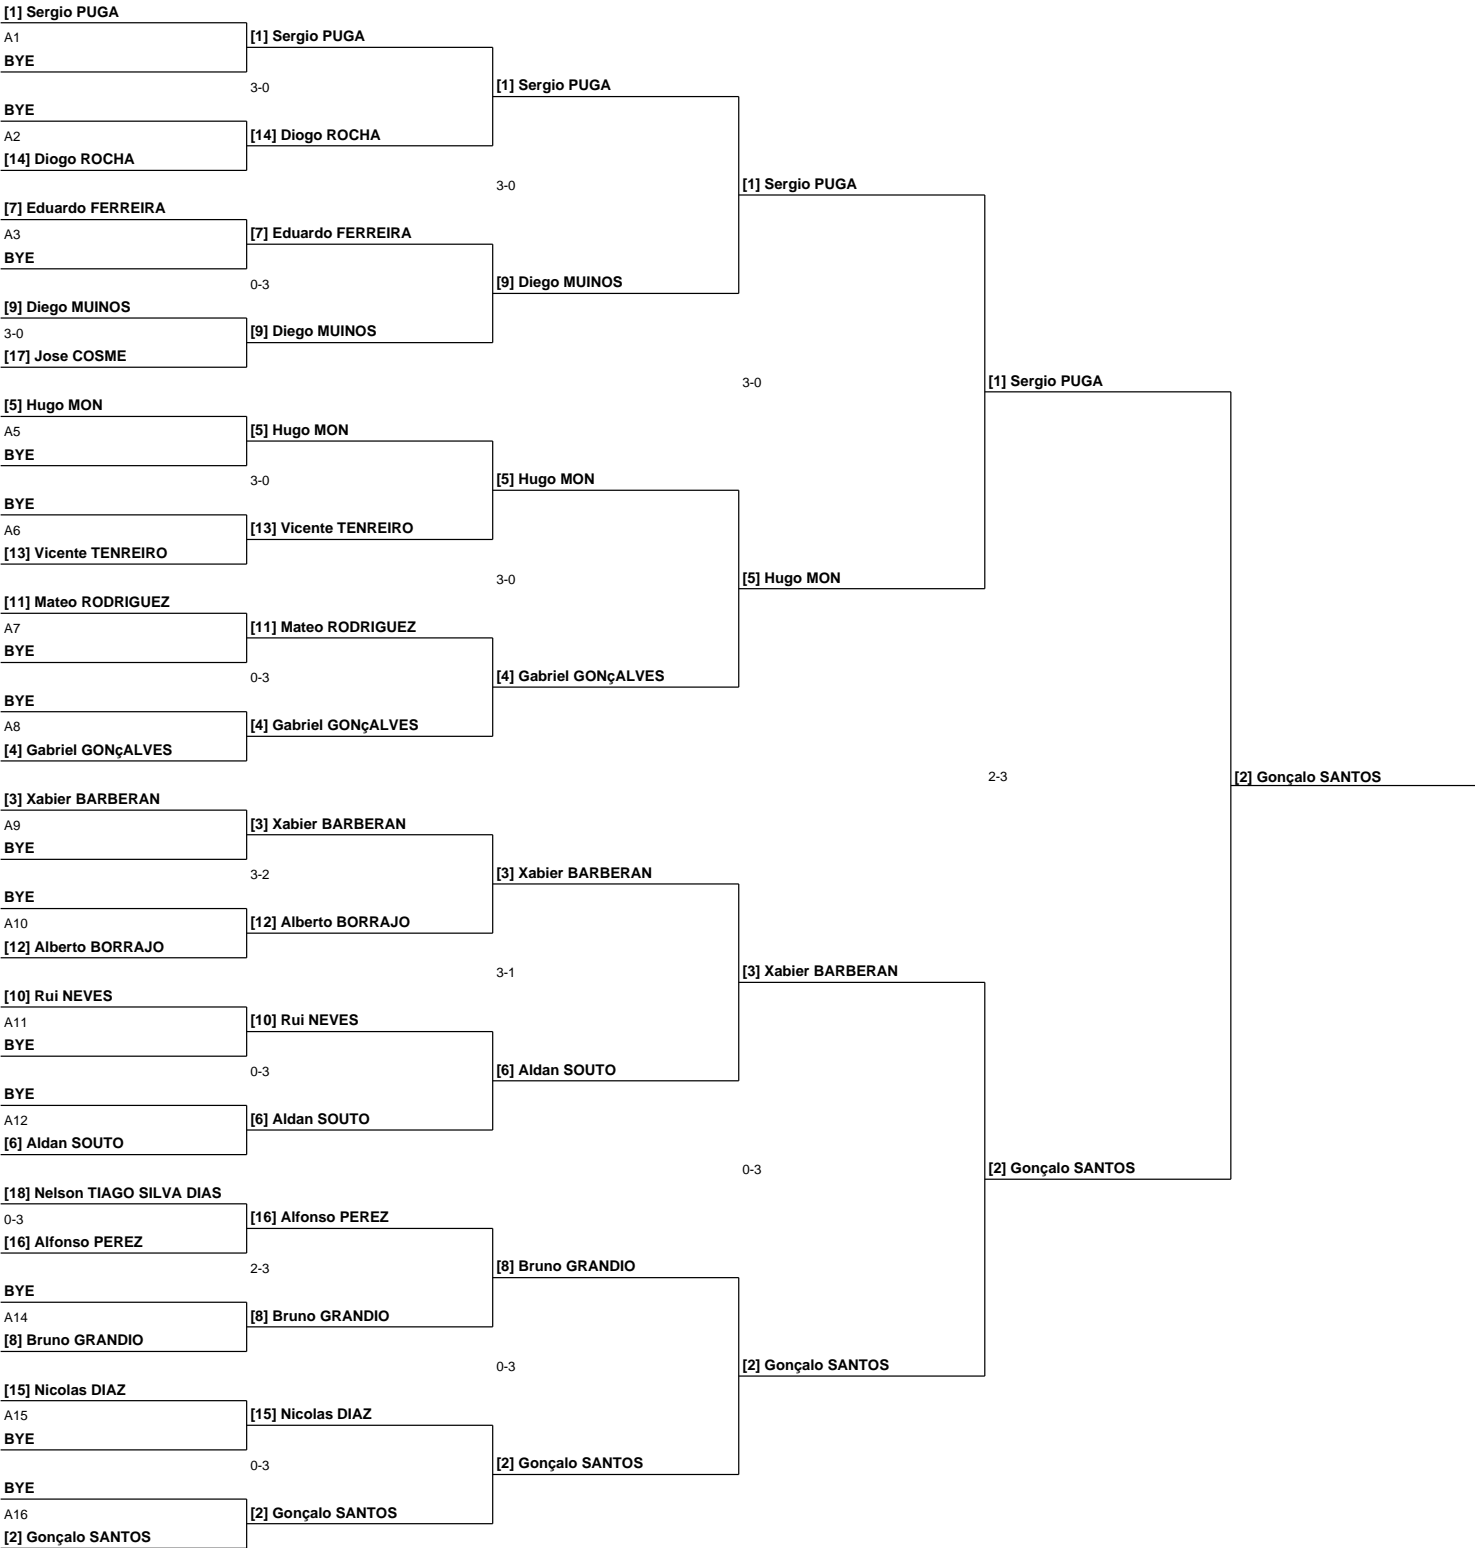 [1] Sergio PUGA
A1
BYE
BYE
A2
[14] Diogo ROCHA
[7] Eduardo FERREIRA
A3
BYE
[9] Diego MUINOS
3-0
[17] Jose COSME
[5] Hugo MON
A5
BYE
BYE
A6
[13] Vicente TENREIRO
[11] Mateo RODRIGUEZ
A7
BYE
BYE
A8
[4] Gabriel GONçALVES
[3] Xabier BARBERAN
A9
BYE
BYE
A10
[12] Alberto BORRAJO
[10] Rui NEVES
A11
BYE
BYE
A12
[6] Aldan SOUTO
[18] Nelson TIAGO SILVA DIAS
0-3
[16] Alfonso PEREZ
BYE
A14
[8] Bruno GRANDIO
[15] Nicolas DIAZ
A15
BYE
BYE
A16
[2] Gonçalo SANTOS
[1] Sergio PUGA
3-0
[14] Diogo ROCHA
[7] Eduardo FERREIRA
0-3
[9] Diego MUINOS
[5] Hugo MON
3-0
[13] Vicente TENREIRO
[11] Mateo RODRIGUEZ
0-3
[4] Gabriel GONçALVES
[3] Xabier BARBERAN
3-2
[12] Alberto BORRAJO
[10] Rui NEVES
0-3
[6] Aldan SOUTO
[16] Alfonso PEREZ
2-3
[8] Bruno GRANDIO
[15] Nicolas DIAZ
0-3
[2] Gonçalo SANTOS
[1] Sergio PUGA
3-0
[9] Diego MUINOS
[5] Hugo MON
3-0
[4] Gabriel GONçALVES
[3] Xabier BARBERAN
3-1
[6] Aldan SOUTO
[8] Bruno GRANDIO
0-3
[2] Gonçalo SANTOS
[1] Sergio PUGA
3-0
[5] Hugo MON
[3] Xabier BARBERAN
0-3
[2] Gonçalo SANTOS
[1] Sergio PUGA
2-3
[2] Gonçalo SANTOS
[2] Gonçalo SANTOS